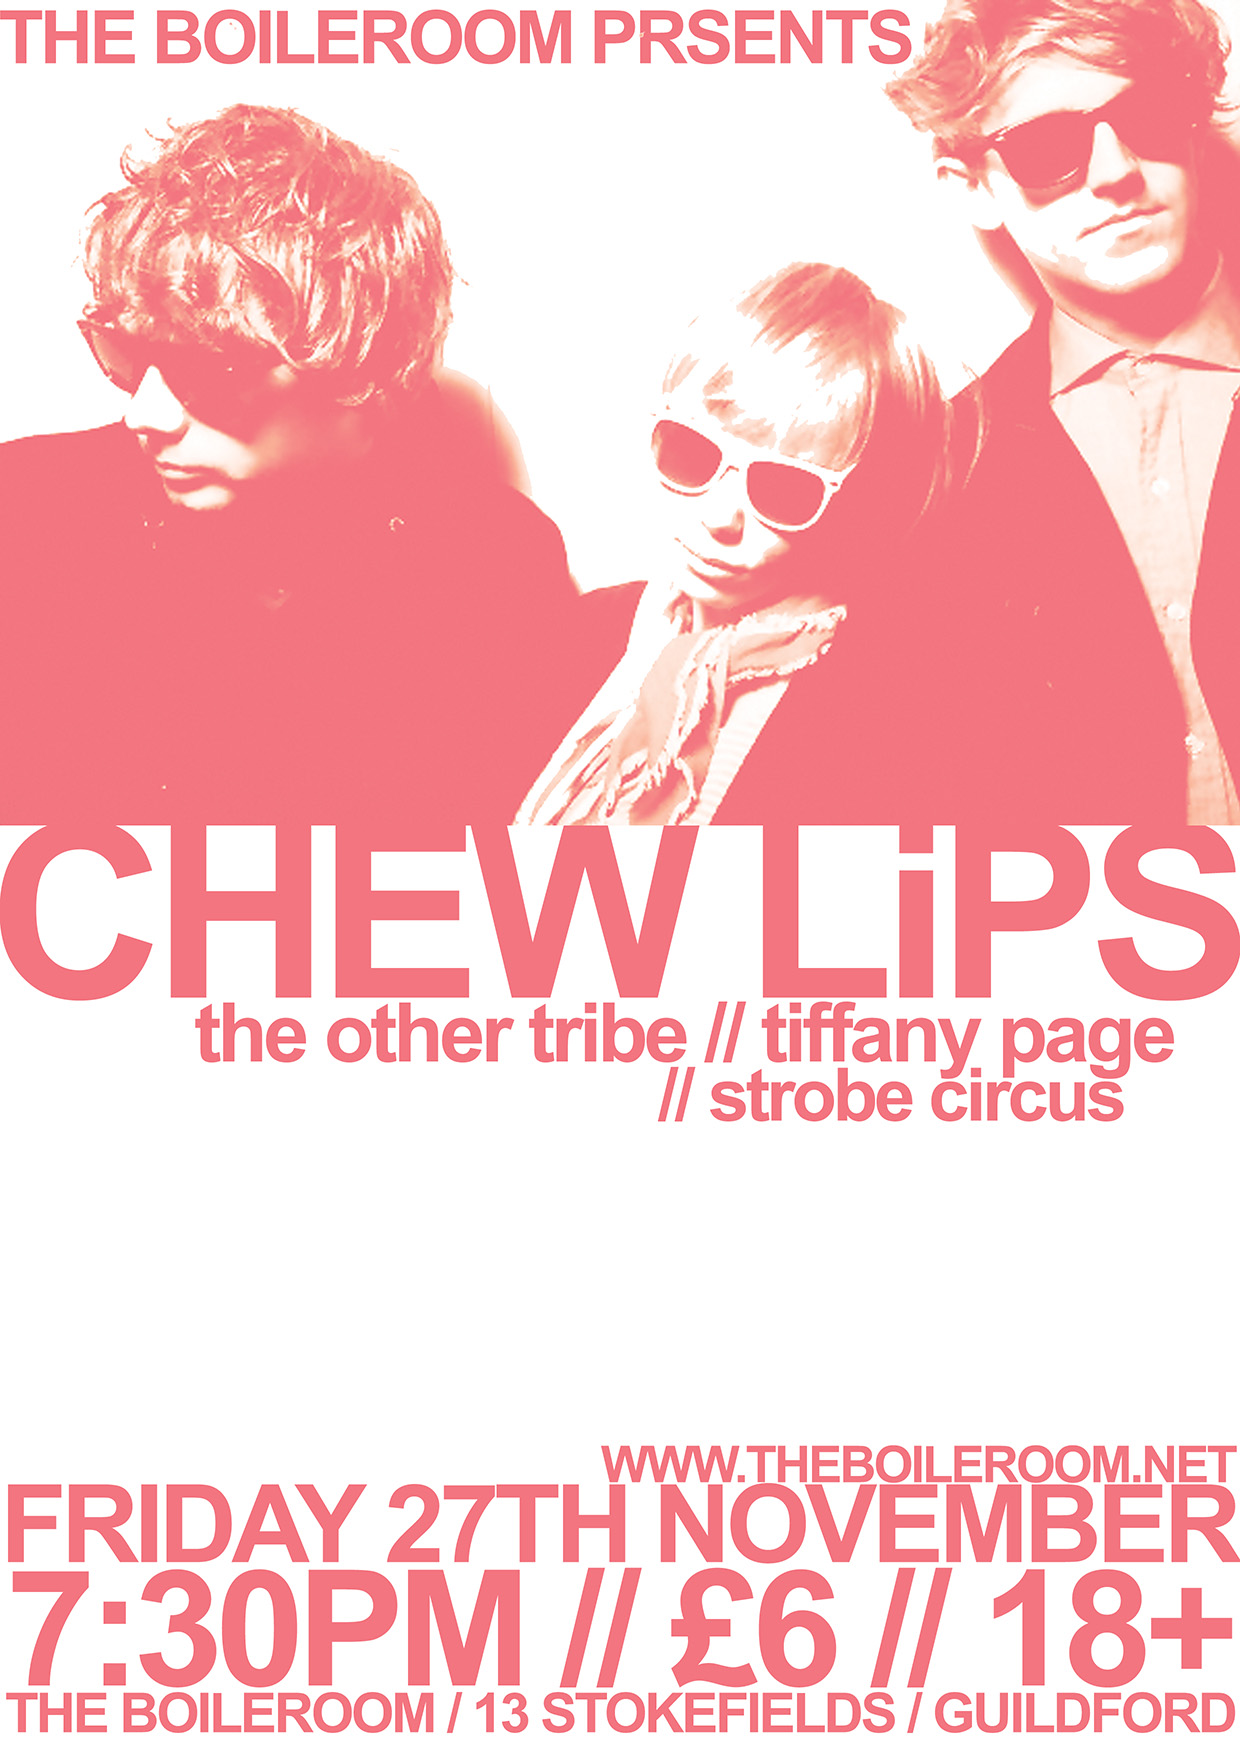 THE BOILEROOM PRSENTS
CHEW LiPS
the other tribe // tiffany page
// strobe circus
WWW.THEBOILEROOM.NET
FRIDAY 27TH NOVEMBER
7:30PM // £6 // 18+
THE BOILEROOM / 13 STOKEFIELDS / GUILDFORD